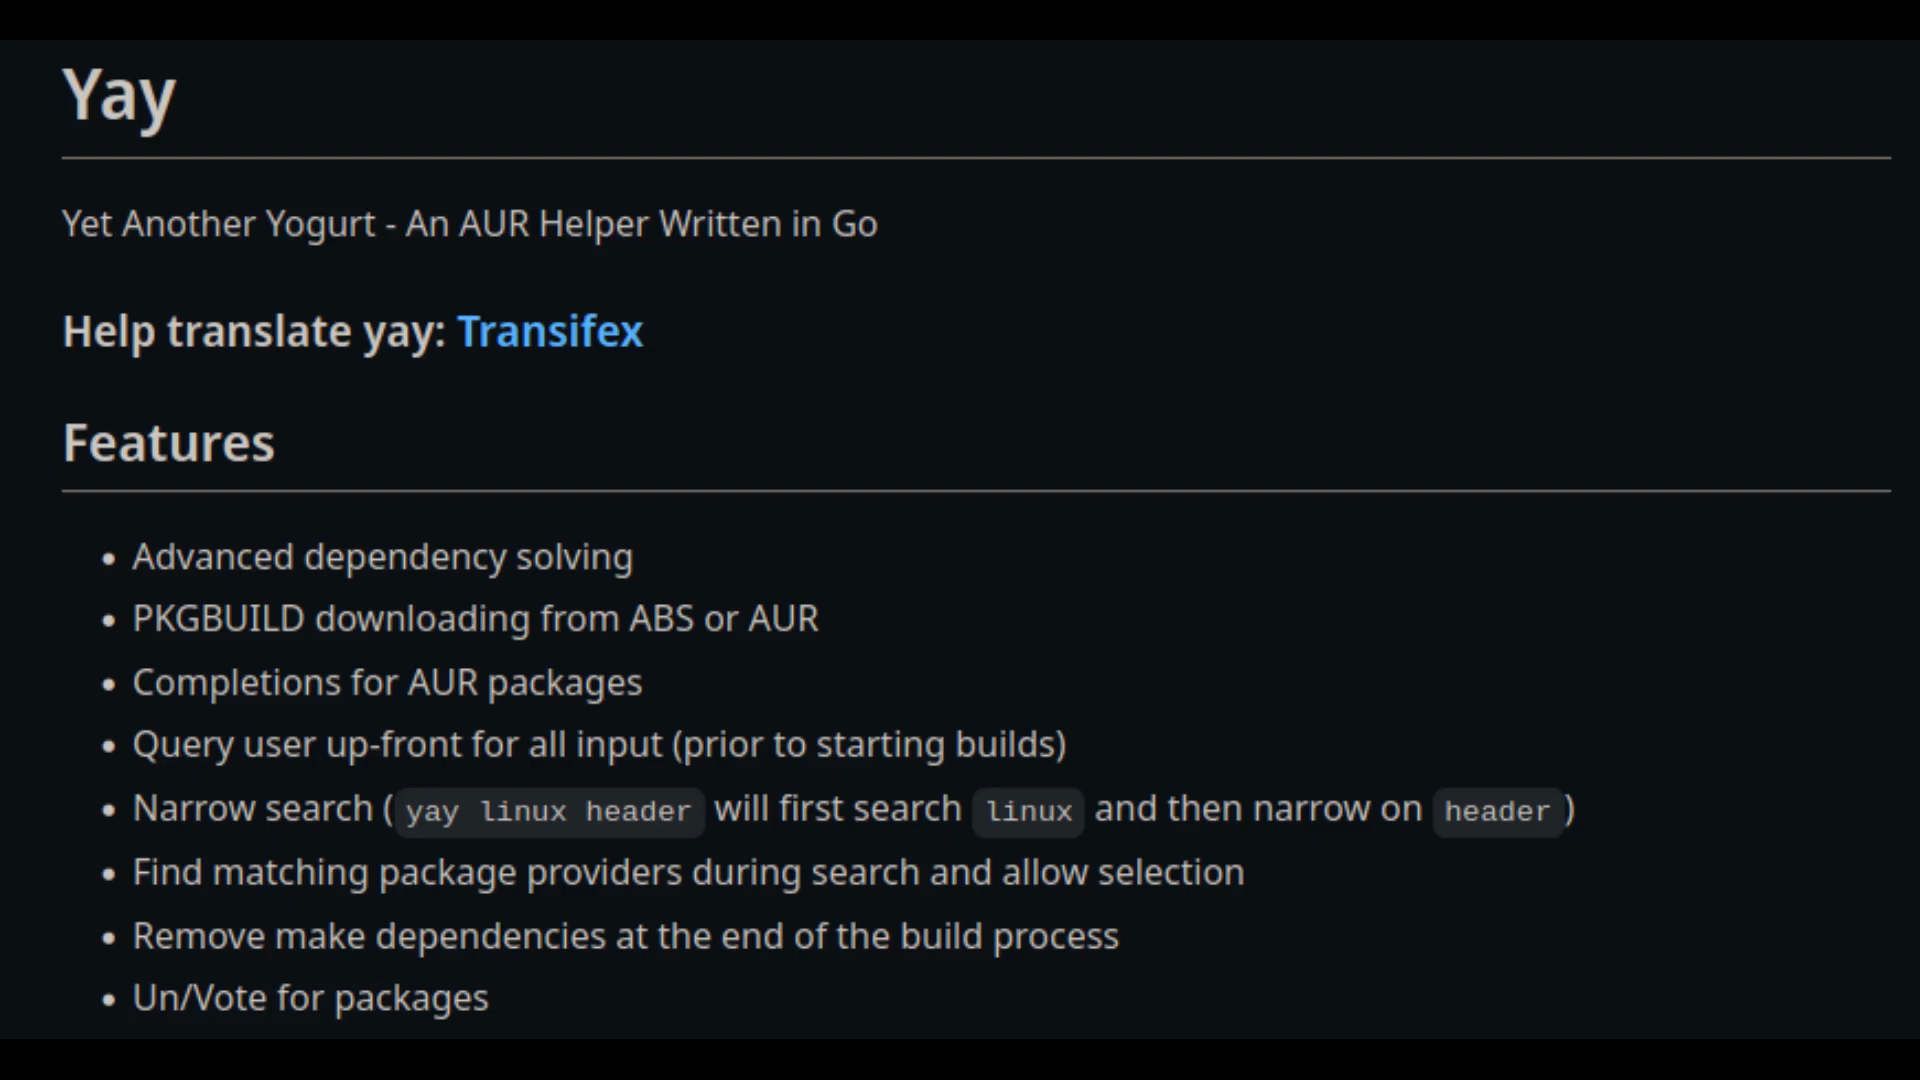 Yay
Yet Another Yogurt - An AUR Helper Written in Go
Help translate yay: Transifex
Features
• Advanced dependency solving
• PKGBUILD downloading from ABS or AUR
• Completions for AUR packages
• Query user up-front for all input (prior to starting builds)
• Narrow search (yay linux header will first search linux and then narrow on header)
• Find matching package providers during search and allow selection
• Remove make dependencies at the end of the build process
• Un/Vote for packages